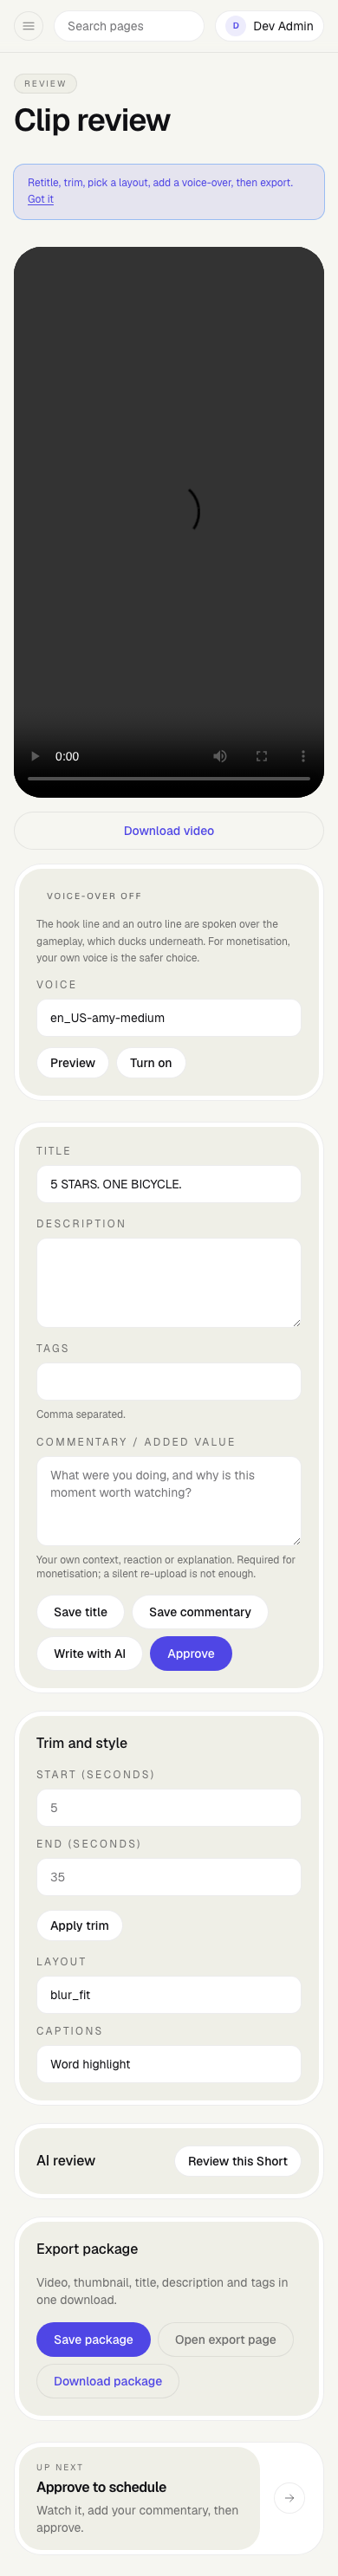 Search pages
D
Dev Admin
REVIEW
Clip review
Retitle, trim, pick a layout, add a voice-over, then export.
Got it
0:00
Download video
VOICE-OVER OFF
The hook line and an outro line are spoken over the
gameplay, which ducks underneath. For monetisation,
your own voice is the safer choice.
VOICE
en_US-amy-medium
Preview
Turn on
TITLE
5 STARS. ONE BICYCLE.
DESCRIPTION
TAGS
Comma separated.
COMMENTARY / ADDED VALUE
What were you doing, and why is this
moment worth watching?
Your own context, reaction or explanation. Required for
monetisation; a silent re-upload is not enough.
Save title
Save commentary
Write with AI
Approve
Trim and style
START (SECONDS)
5
END (SECONDS)
35
Apply trim
LAYOUT
blur_fit
CAPTIONS
Word highlight
AI review
Review this Short
Export package
Video, thumbnail, title, description and tags in
one download.
Save package
Open export page
Download package
UP NEXT
Approve to schedule
Watch it, add your commentary, then
approve.